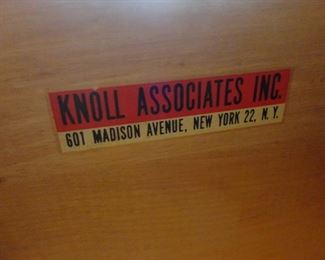 KNOLL ASSOCIATES INC.
601 MADISON AVENUE, NEW YORK 22, N.Y.